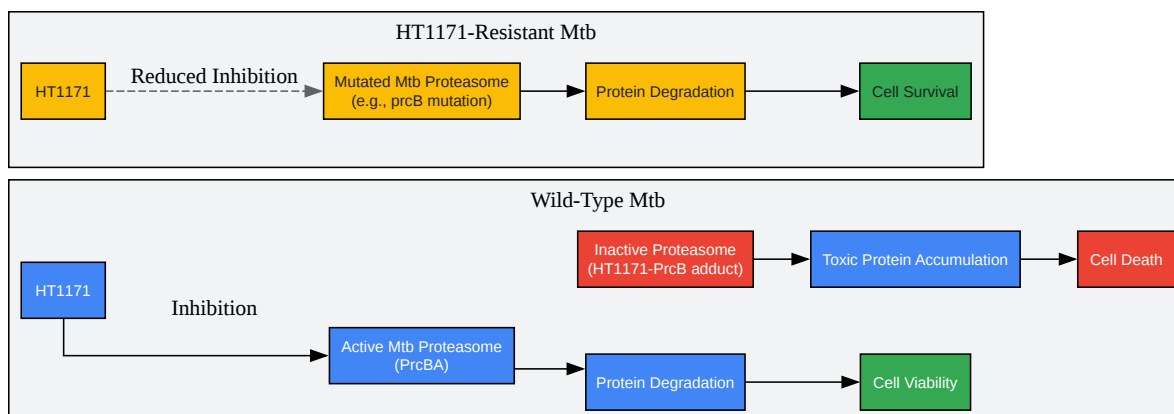 HT1171-Resistant Mtb
HT1171
Reduced Inhibition
Mutated Mtb Proteasome
(e.g., prcB mutation)
Protein Degradation
Cell Survival
Wild-Type Mtb
Inactive Proteasome
(HT1171-PrcB adduct)
Toxic Protein Accumulation
Cell Death
HT1171
Inhibition
Active Mtb Proteasome
(PrcBA)
Protein Degradation
Cell Viability